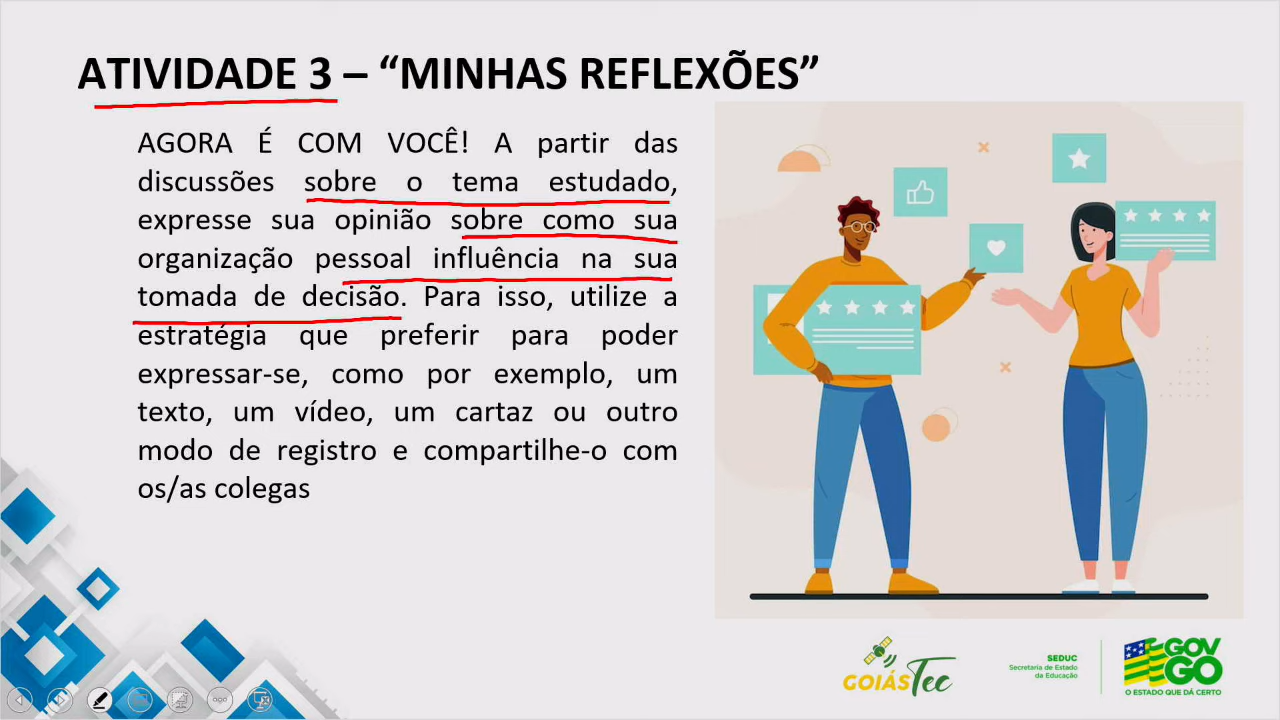 ATIVIDADE 3 – “MINHAS REFLEXÕES”
AGORA É COM VOCÊ! A partir das
discussões sobre o tema estudado,
expresse sua opinião sobre como sua
organização pessoal influência na sua
tomada de decisão. Para isso, utilize a
estratégia que preferir para poder
expressar-se, como por exemplo, um
texto, um vídeo, um cartaz ou outro
modo de registro e compartilhe-o com
os/as colegas
GOIÁS Tec
SEDUC
Secretaria de Estado
da Educação
GOV
GO
O ESTADO QUE DÁ CERTO